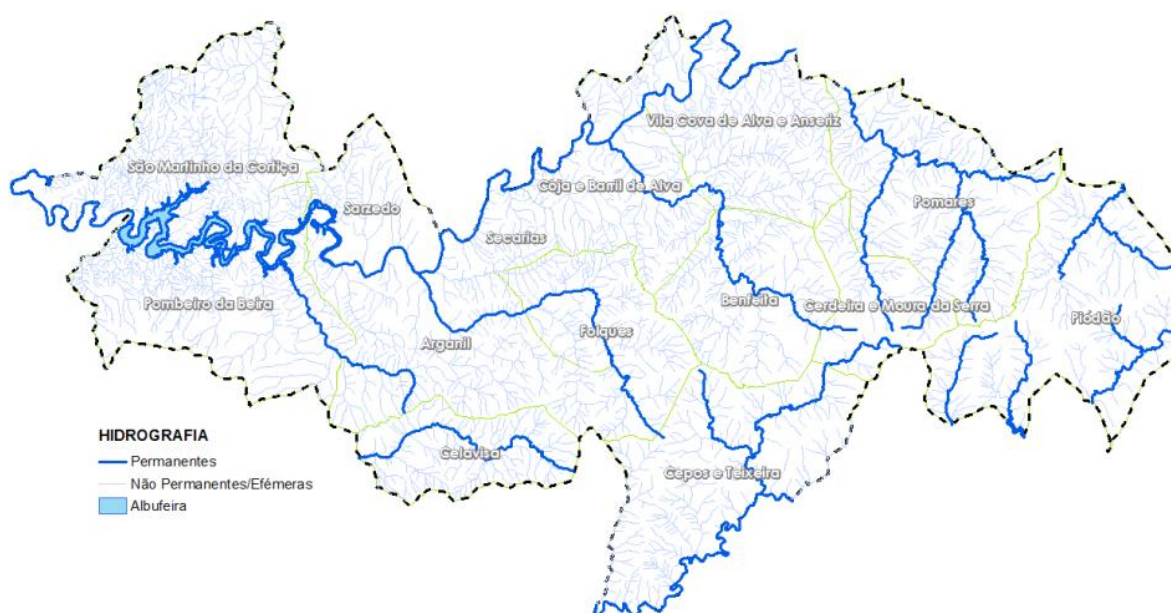 Vila Cova de Alva e Anseriz
São Martinho da Cortiça
Coja e Barril de Alva
Pomares
Sarzedo
Secarias
Pombeiro da Beira
Benfeita
Cerdeira e Moura da Serra
Piódão
Arganil
Folques
HIDROGRAFIA
Permanentes
Não Permanentes/Efémeras
Albufeira
Celavisa
Cepos e Teixeira